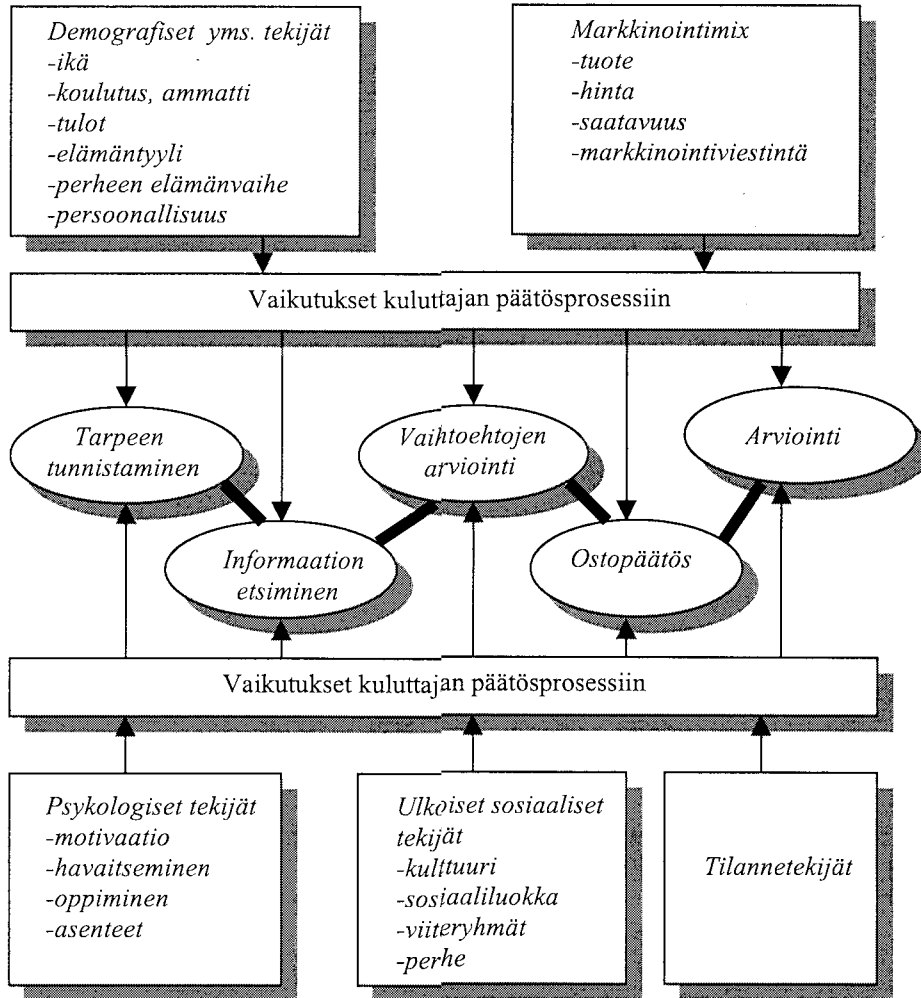 Demografiset yms. tekijät
-ikä
-koulutus, ammatti
-tulot
-elämäntyyli
-perheen elämänvaihe
-persoonallisuus
Markkinointimix
-tuote
-hinta
-saatavuus
-markkinointiviestintä
Vaikutukset kuluttajan päätösprosessiin
Tarpeen
tunnistaminen
Informaation
etsiminen
Vaihtoehtojen
arviointi
Ostopäätös
Arviointi
Vaikutukset kuluttajan päätösprosessiin
Psykologiset tekijät
-motivaatio
-havaitseminen
-oppiminen
-asenteet
Ulkoiset sosiaaliset
tekijät
-kulttuuri
-sosiaaliluokka
-viiteryhmät
-perhe
Tilannetekijät